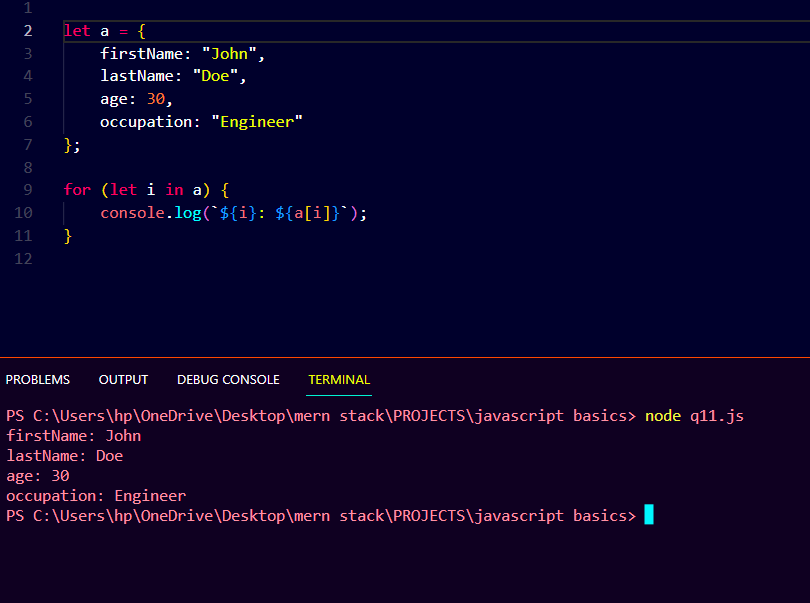 1
2 let a = {
3     firstName: "John",
4     lastName: "Doe",
5     age: 30,
6     occupation: "Engineer"
7 };
8
9 for (let i in a) {
10     console.log(`${i}: ${a[i]}`);
11 }
12
PROBLEMS OUTPUT DEBUG CONSOLE TERMINAL
PS C:\Users\hp\OneDrive\Desktop\mern stack\PROJECTS\javascript basics> node q11.js
firstName: John
lastName: Doe
age: 30
occupation: Engineer
PS C:\Users\hp\OneDrive\Desktop\mern stack\PROJECTS\javascript basics>